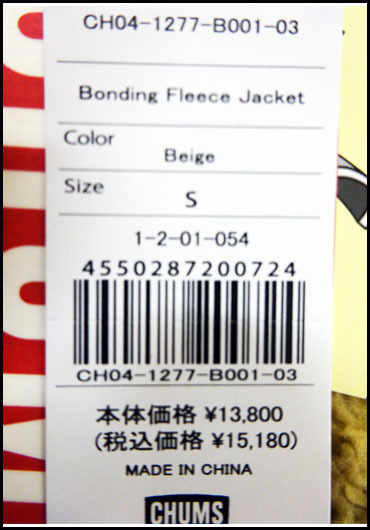 CH04-1277-B001-03
Bonding Fleece Jacket
Color
Beige
Size
S
1-2-01-054
4550287200724
CH04-1277-B001-03
本体価格 ¥13,800
(税込価格 ¥15,180)
MADE IN CHINA
CHUMS